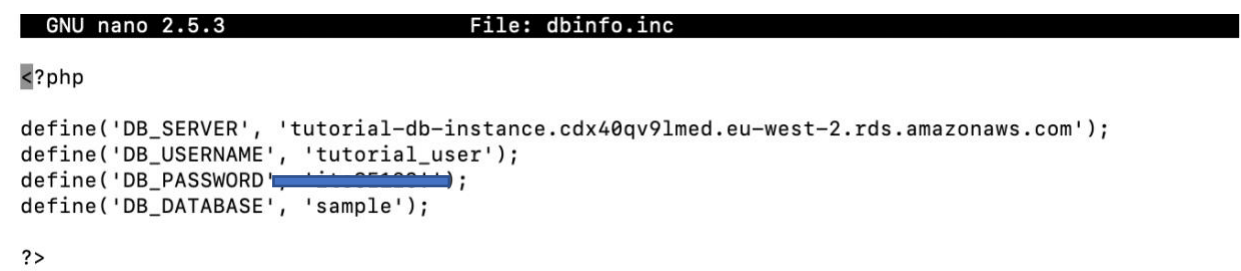 GNU nano 2.5.3 File: dbinfo.inc
<?php
define('DB_SERVER', 'tutorial-db-instance.cdx40qv9lmed.eu-west-2.rds.amazonaws.com');
define('DB_USERNAME', 'tutorial_user');
define('DB_PASSWORD' );
define('DB_DATABASE', 'sample');
?>